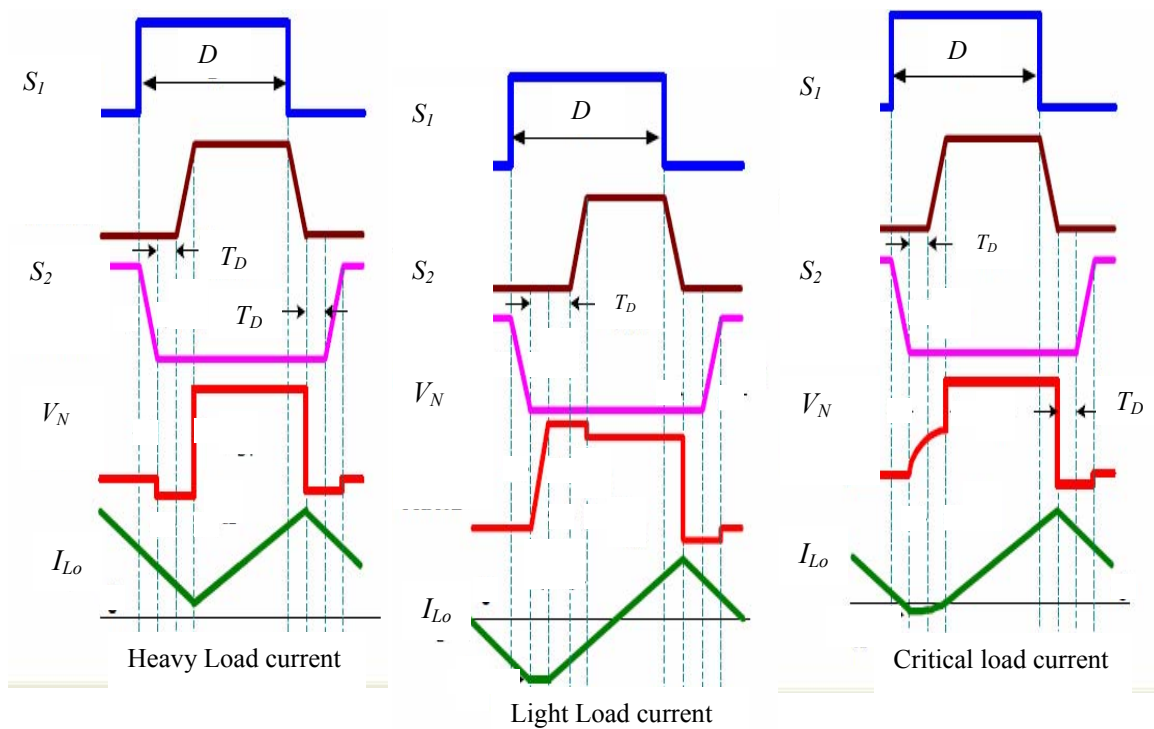 D
S1
TD
S2
TD
VN
ILo
Heavy Load current
D
S1
S2
TD
VN
ILo
Light Load current
D
S1
TD
S2
VN
TD
ILo
Critical load current